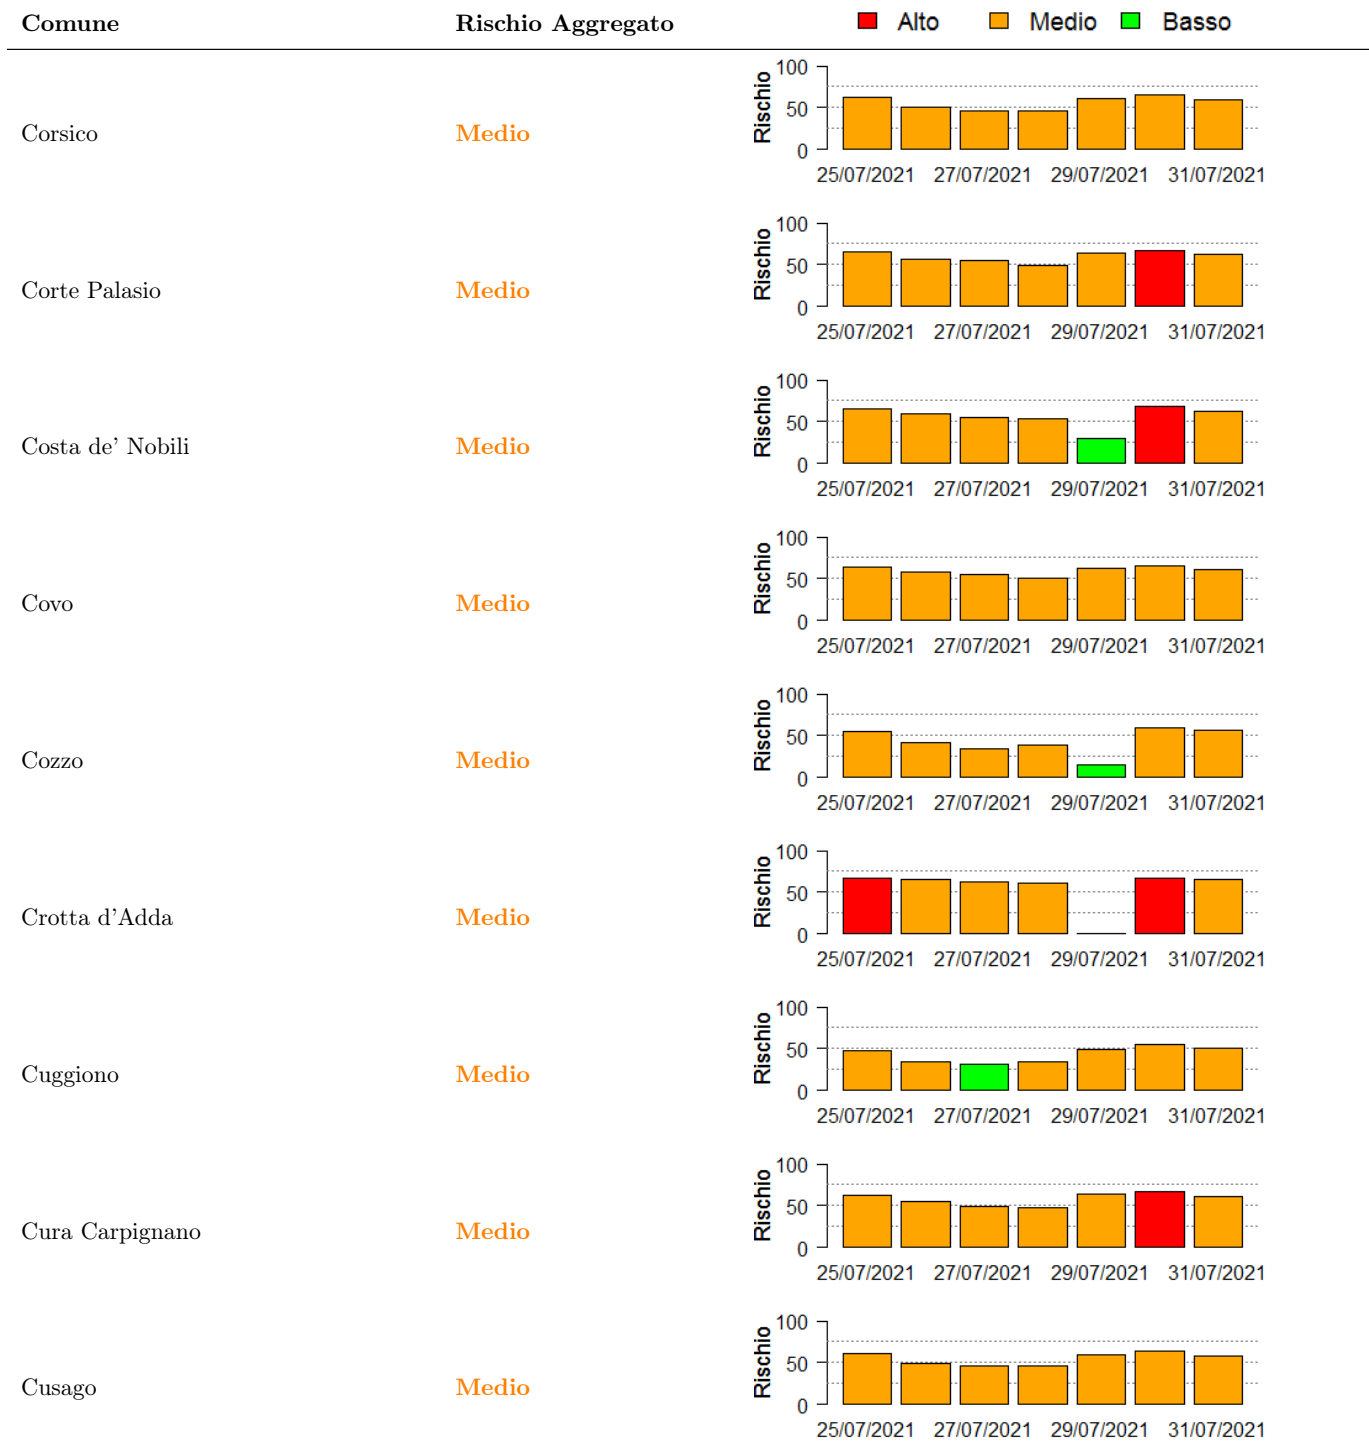 Comune Rischio Aggregato Alto Medio Basso
Corsico Medio Rischio 100 50 0
25/07/2021 27/07/2021 29/07/2021 31/07/2021
Corte Palasio Medio Rischio 100 50 0
25/07/2021 27/07/2021 29/07/2021 31/07/2021
Costa de' Nobili Medio Rischio 100 50 0
25/07/2021 27/07/2021 29/07/2021 31/07/2021
Covo Medio Rischio 100 50 0
25/07/2021 27/07/2021 29/07/2021 31/07/2021
Cozzo Medio Rischio 100 50 0
25/07/2021 27/07/2021 29/07/2021 31/07/2021
Crotta d'Adda Medio Rischio 100 50 0
25/07/2021 27/07/2021 29/07/2021 31/07/2021
Cuggiono Medio Rischio 100 50 0
25/07/2021 27/07/2021 29/07/2021 31/07/2021
Cura Carpignano Medio Rischio 100 50 0
25/07/2021 27/07/2021 29/07/2021 31/07/2021
Cusago Medio Rischio 100 50 0
25/07/2021 27/07/2021 29/07/2021 31/07/2021